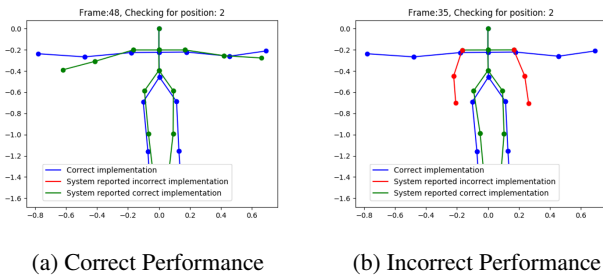 Frame:48, Checking for position: 2
0.0
−0.2
−0.4
−0.6
−0.8
−1.0
−1.2
−1.4
−1.6
Correct implementation
System reported incorrect implementation
System reported correct implementation
−0.8 −0.6 −0.4 −0.2 0.0 0.2 0.4 0.6
(a) Correct Performance
Frame:35, Checking for position: 2
0.0
−0.2
−0.4
−0.6
−0.8
−1.0
−1.2
−1.4
−1.6
Correct implementation
System reported incorrect implementation
System reported correct implementation
−0.8 −0.6 −0.4 −0.2 0.0 0.2 0.4 0.6
(b) Incorrect Performance